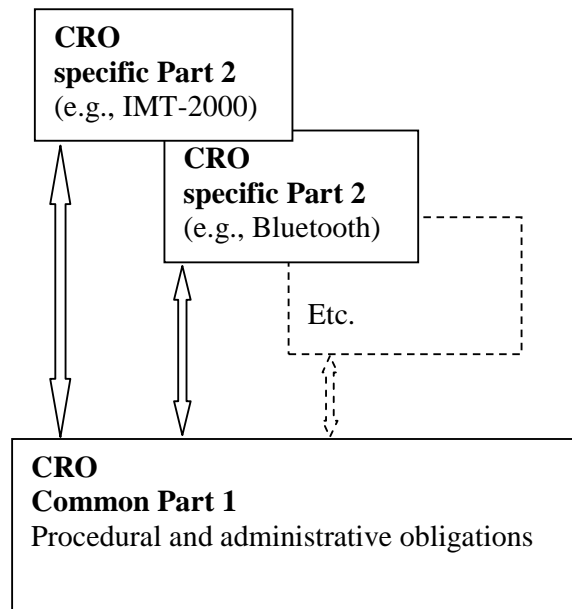 CRO
specific Part 2
(e.g., IMT-2000)
CRO
specific Part 2
(e.g., Bluetooth)
Etc.
CRO
Common Part 1
Procedural and administrative obligations